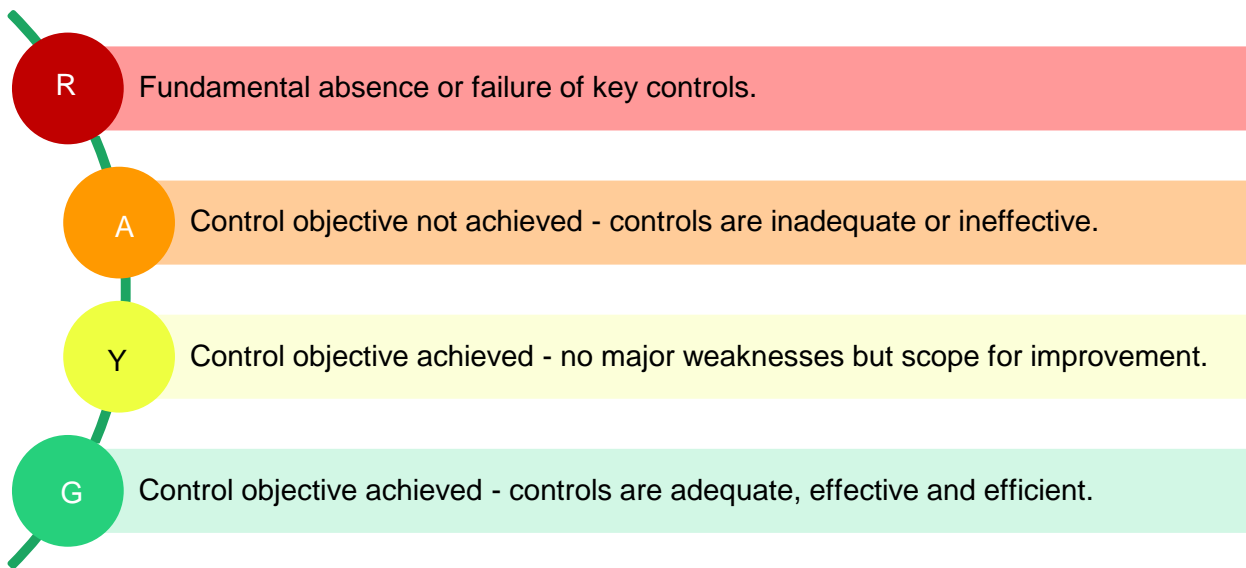 R
Fundamental absence or failure of key controls.
A
Control objective not achieved - controls are inadequate or ineffective.
Y
Control objective achieved - no major weaknesses but scope for improvement.
G
Control objective achieved - controls are adequate, effective and efficient.